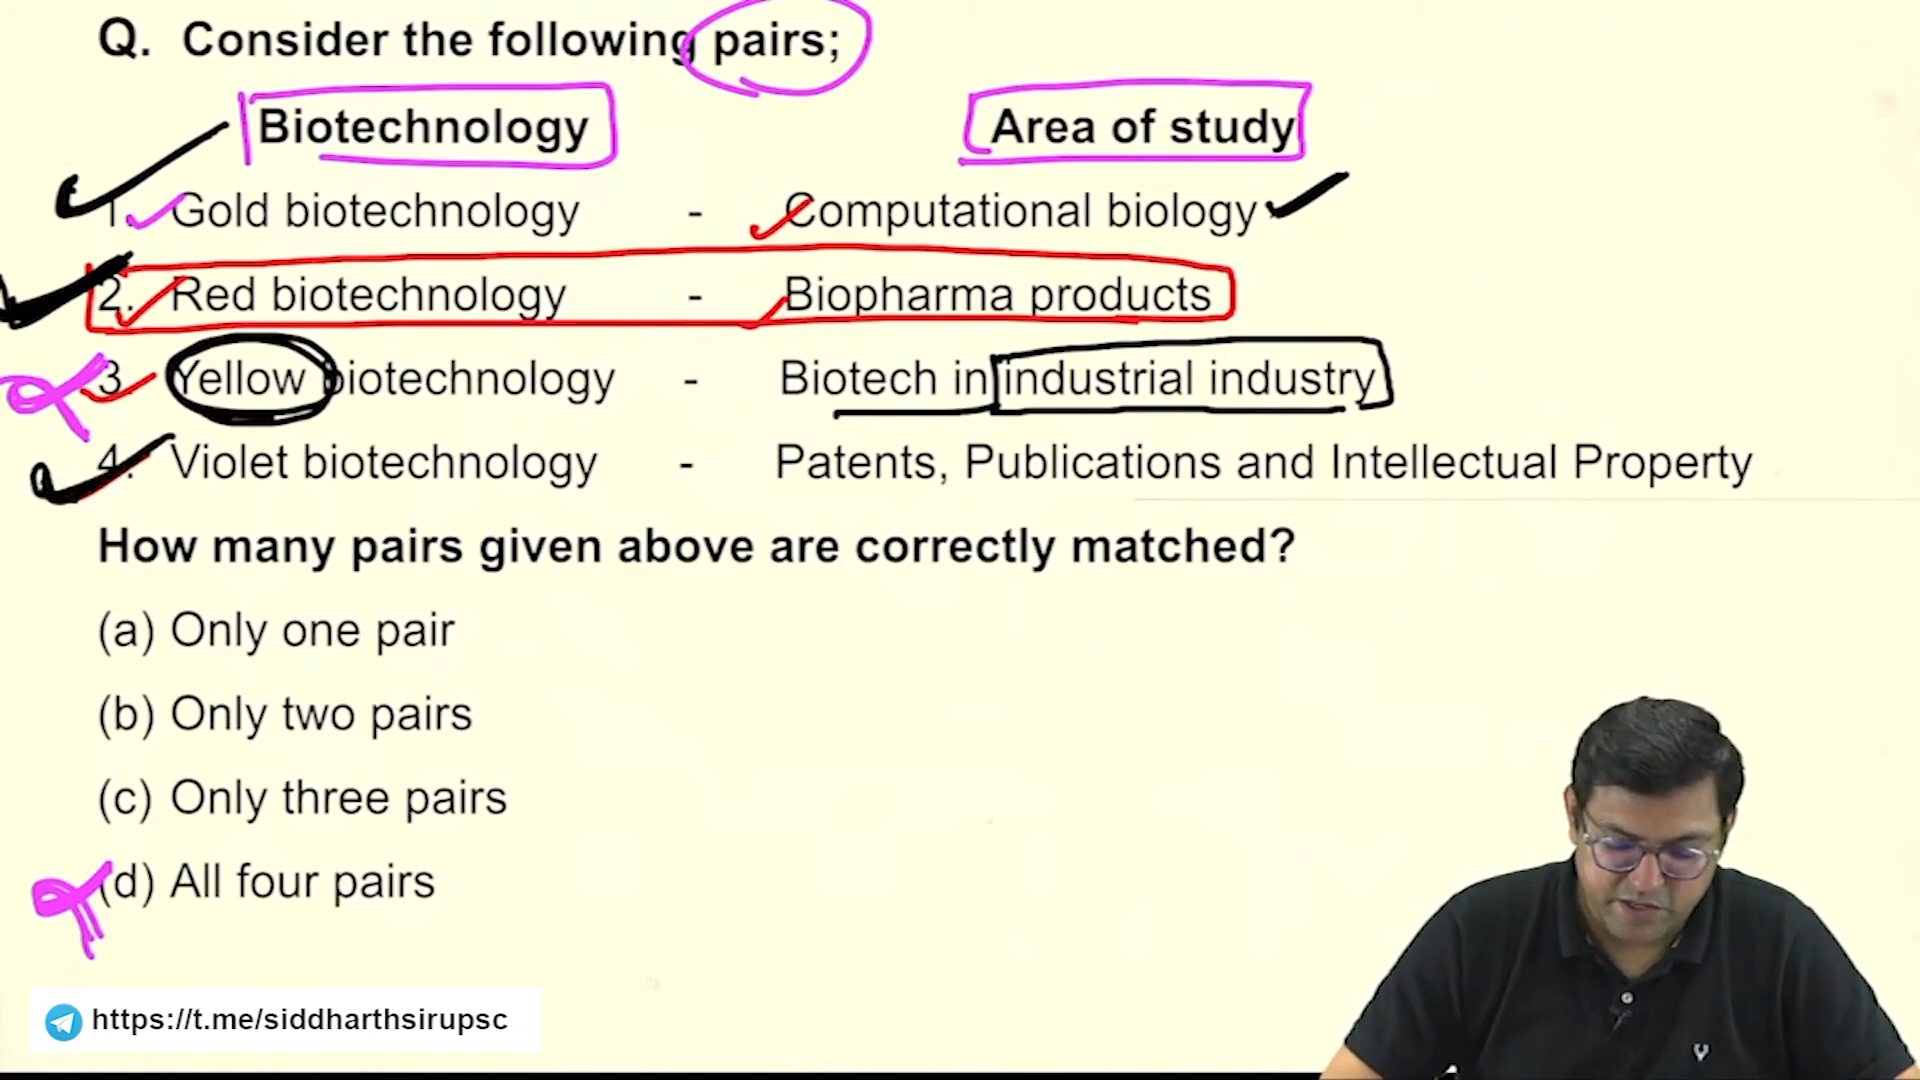 Q. Consider the following pairs;
Biotechnology Area of study
1. Gold biotechnology - Computational biology
2. Red biotechnology - Biopharma products
3 Yellow biotechnology - Biotech in industrial industry
4. Violet biotechnology - Patents, Publications and Intellectual Property
How many pairs given above are correctly matched?
(a) Only one pair
(b) Only two pairs
(c) Only three pairs
(d) All four pairs
https://t.me/siddharthsirupsc